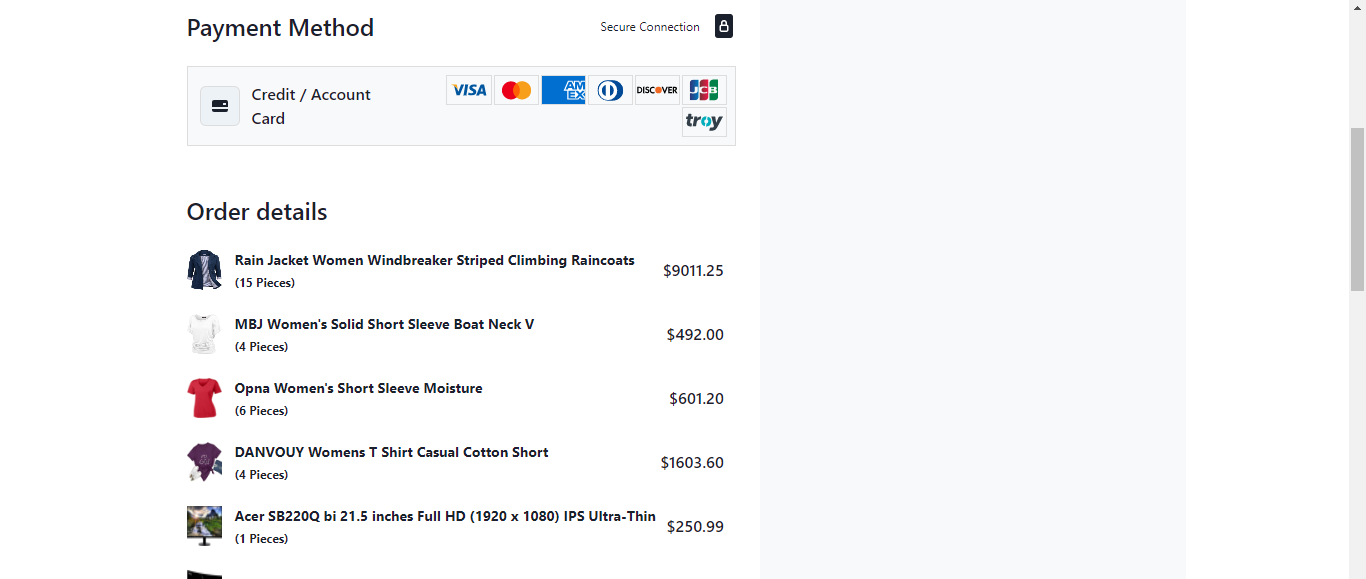 Payment Method
Secure Connection
Credit / Account
Card
VISA
AM
EX
DISCOVER
JCB
troy
Order details
Rain Jacket Women Windbreaker Striped Climbing Raincoats
(15 Pieces)
$9011.25
MBJ Women's Solid Short Sleeve Boat Neck V
(4 Pieces)
$492.00
Opna Women's Short Sleeve Moisture
(6 Pieces)
$601.20
DANVOUY Womens T Shirt Casual Cotton Short
(4 Pieces)
$1603.60
Acer SB220Q bi 21.5 inches Full HD (1920 x 1080) IPS Ultra-Thin
(1 Pieces)
$250.99